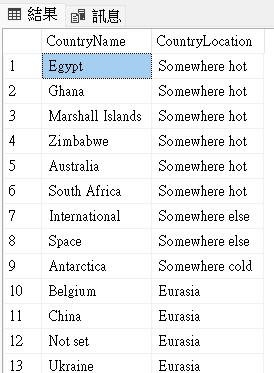 結果 訊息
CountryName CountryLocation
1 Egypt Somewhere hot
2 Ghana Somewhere hot
3 Marshall Islands Somewhere hot
4 Zimbabwe Somewhere hot
5 Australia Somewhere hot
6 South Africa Somewhere hot
7 International Somewhere else
8 Space Somewhere else
9 Antarctica Somewhere cold
10 Belgium Eurasia
11 China Eurasia
12 Not set Eurasia
13 Ukraine Eurasia